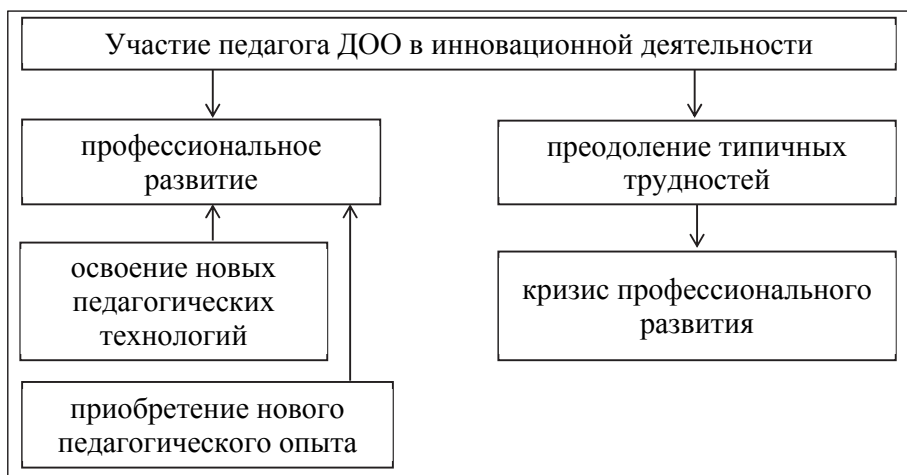 Участие педагога ДОО в инновационной деятельности
профессиональное
развитие
преодоление типичных
трудностей
освоение новых
педагогических
технологий
кризис профессионального
развития
приобретение нового
педагогического опыта